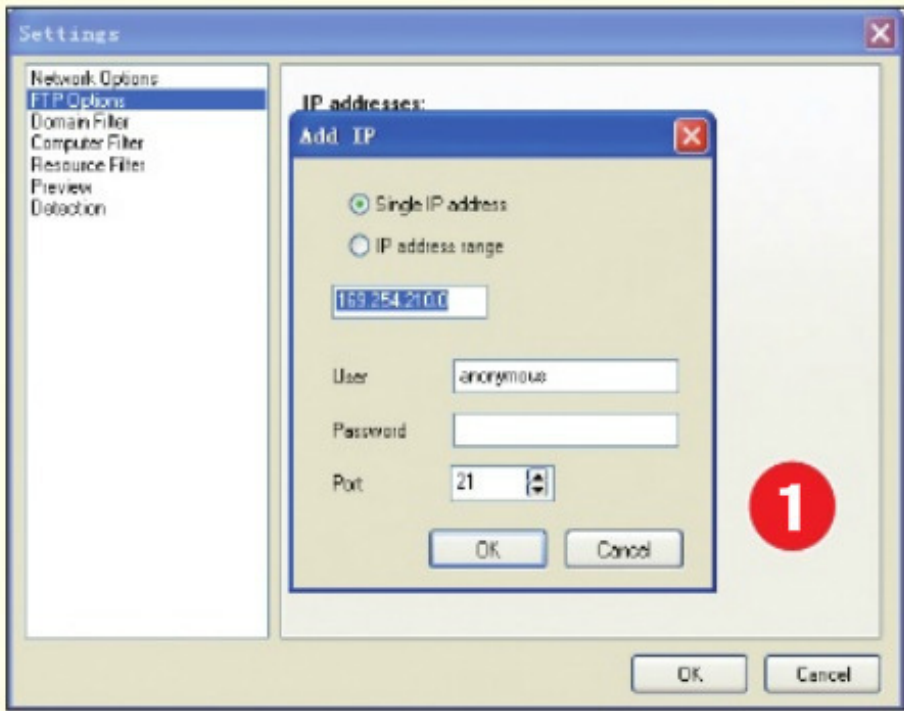 Settings
Network Options
FTP Options
Domain Filter
Computer Filter
Resource Filter
Preview
Detection
IP addresses:
Add IP
Single IP address
IP address range
169.254.210.0
User
anonymous
Password
Port
21
OK
Cancel
1
OK
Cancel